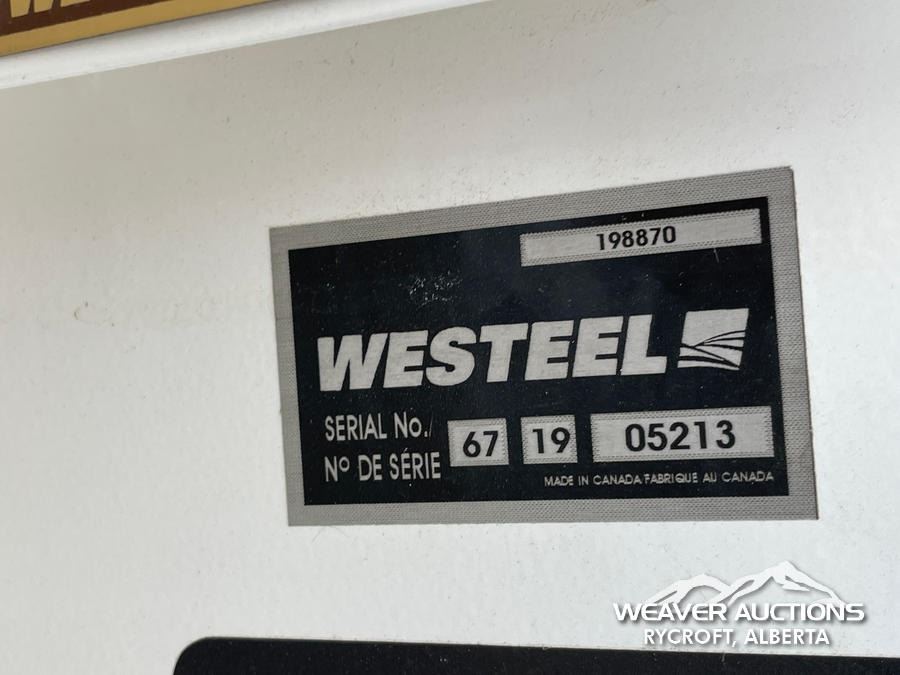 198870
WESTEEL
SERIAL No./
Nº DE SÉRIE
67 19 05213
MADE IN CANADA/FABRIQUE AU CANADA
WEAVER AUCTIONS
RYCROFT, ALBERTA